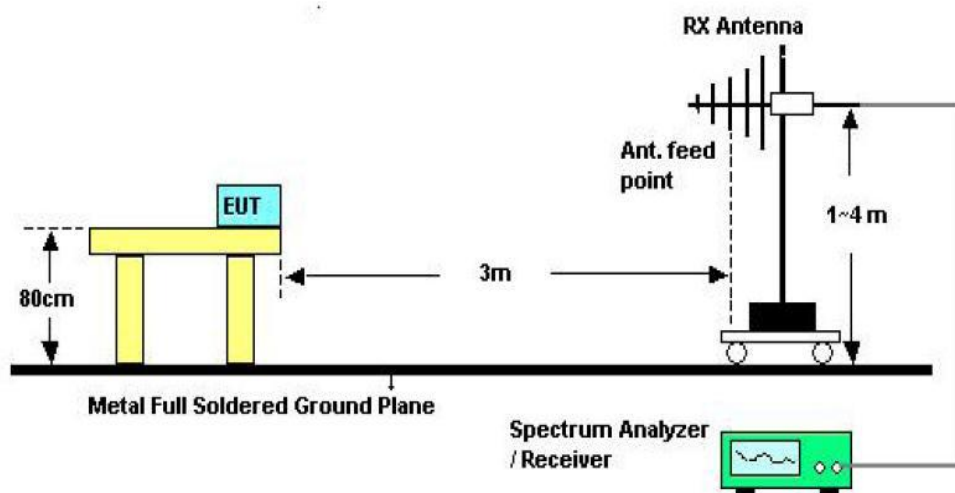 RX Antenna
Ant. feed
point
EUT
1~4 m
3m
80cm
Metal Full Soldered Ground Plane
Spectrum Analyzer
/ Receiver